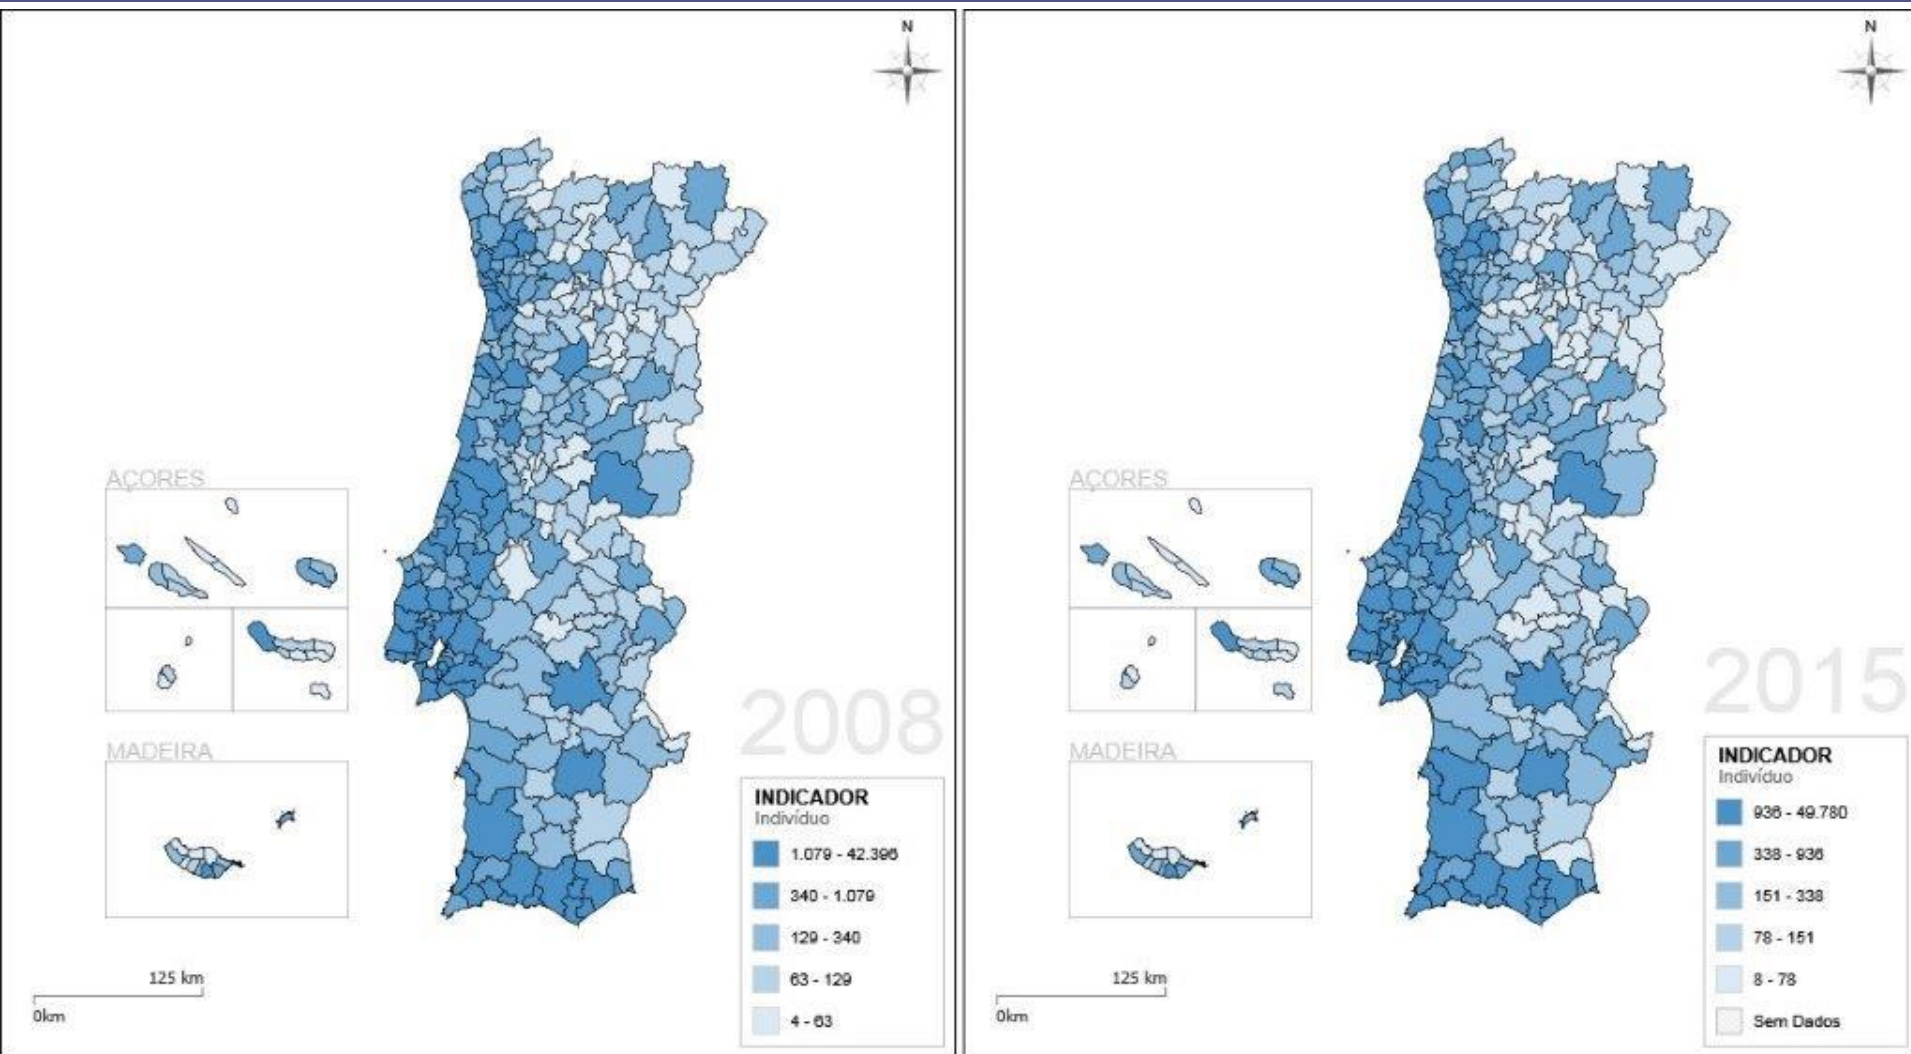 N
AÇORES
MADEIRA
2008
INDICADOR
Indivíduo
1.079 - 42.396
340 - 1.079
129 - 340
63 - 129
4 - 63
125 km
0km
N
AÇORES
MADEIRA
2015
INDICADOR
Indivíduo
936 - 49.780
338 - 936
151 - 338
78 - 151
8 - 78
Sem Dados
125 km
0km